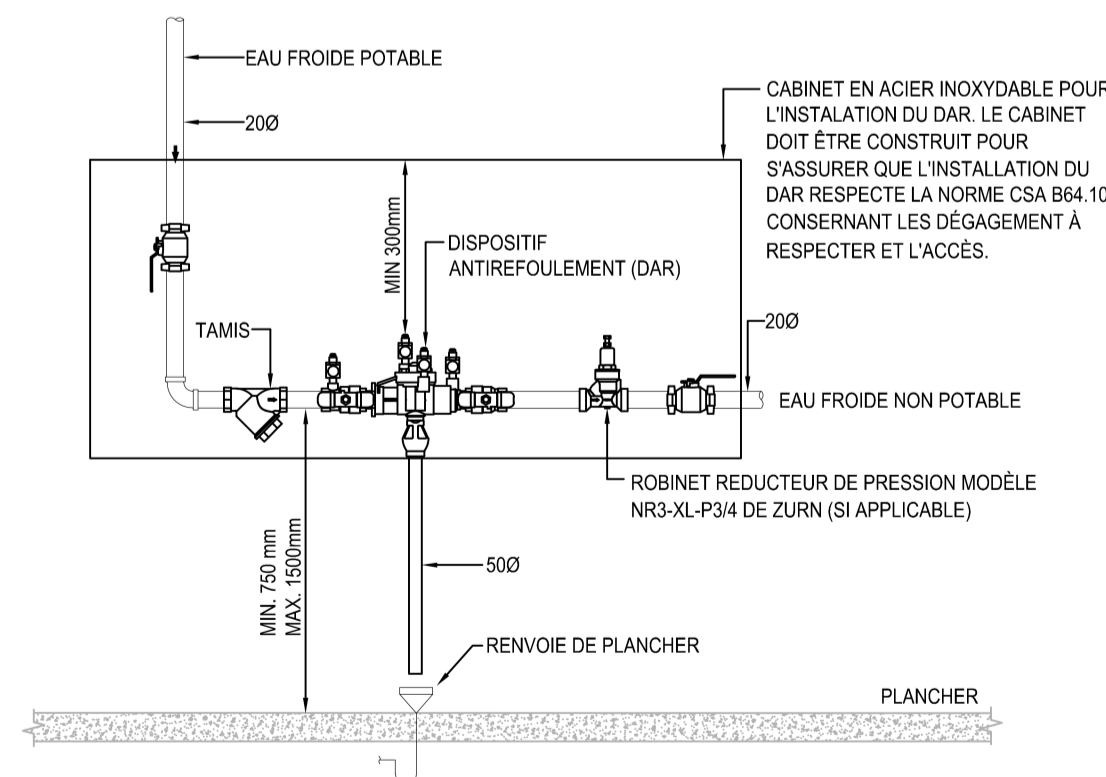 EAU FROIDE POTABLE
20Ø
CABINET EN ACIER INOXYDABLE POUR
L'INSTALATION DU DAR. LE CABINET
DOIT ÊTRE CONSTRUIT POUR
S'ASSURER QUE L'INSTALLATION DU
DAR RESPECTE LA NORME CSA B64.10
CONSERNANT LES DÉGAGEMENT À
RESPECTER ET L'ACCÈS.
MIN 300mm
DISPOSITIF
ANTIREFOULEMENT (DAR)
TAMIS
20Ø
EAU FROIDE NON POTABLE
ROBINET REDUCTEUR DE PRESSION MODÈLE
NR3-XL-P3/4 DE ZURN (SI APPLICABLE)
MIN. 750 mm
MAX. 1500mm
50Ø
RENVOIE DE PLANCHER
PLANCHER